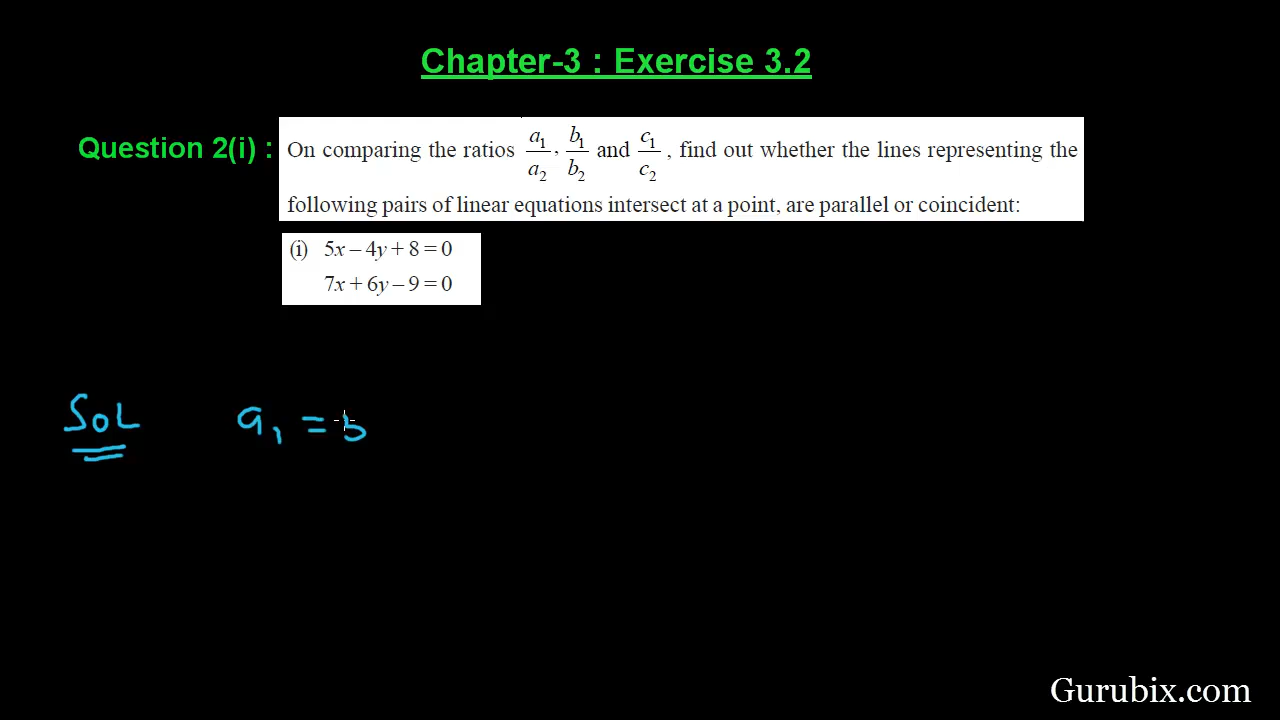 Chapter-3 : Exercise 3.2
Question 2(i) : On comparing the ratios a₁/a₂, b₁/b₂ and c₁/c₂, find out whether the lines representing the
following pairs of linear equations intersect at a point, are parallel or coincident:
(i) 5x – 4y + 8 = 0
7x + 6y – 9 = 0
SOL a₁ =
Gurubix.com